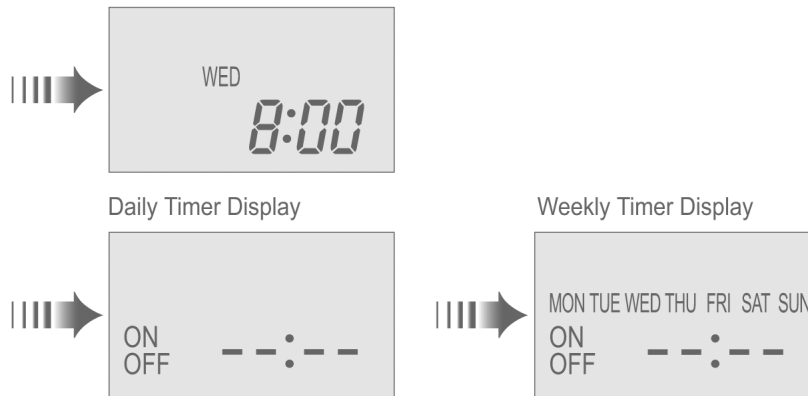 WED
8:00
Daily Timer Display
ON
OFF --:--
Weekly Timer Display
MON TUE WED THU FRI SAT SUN
ON
OFF --:--